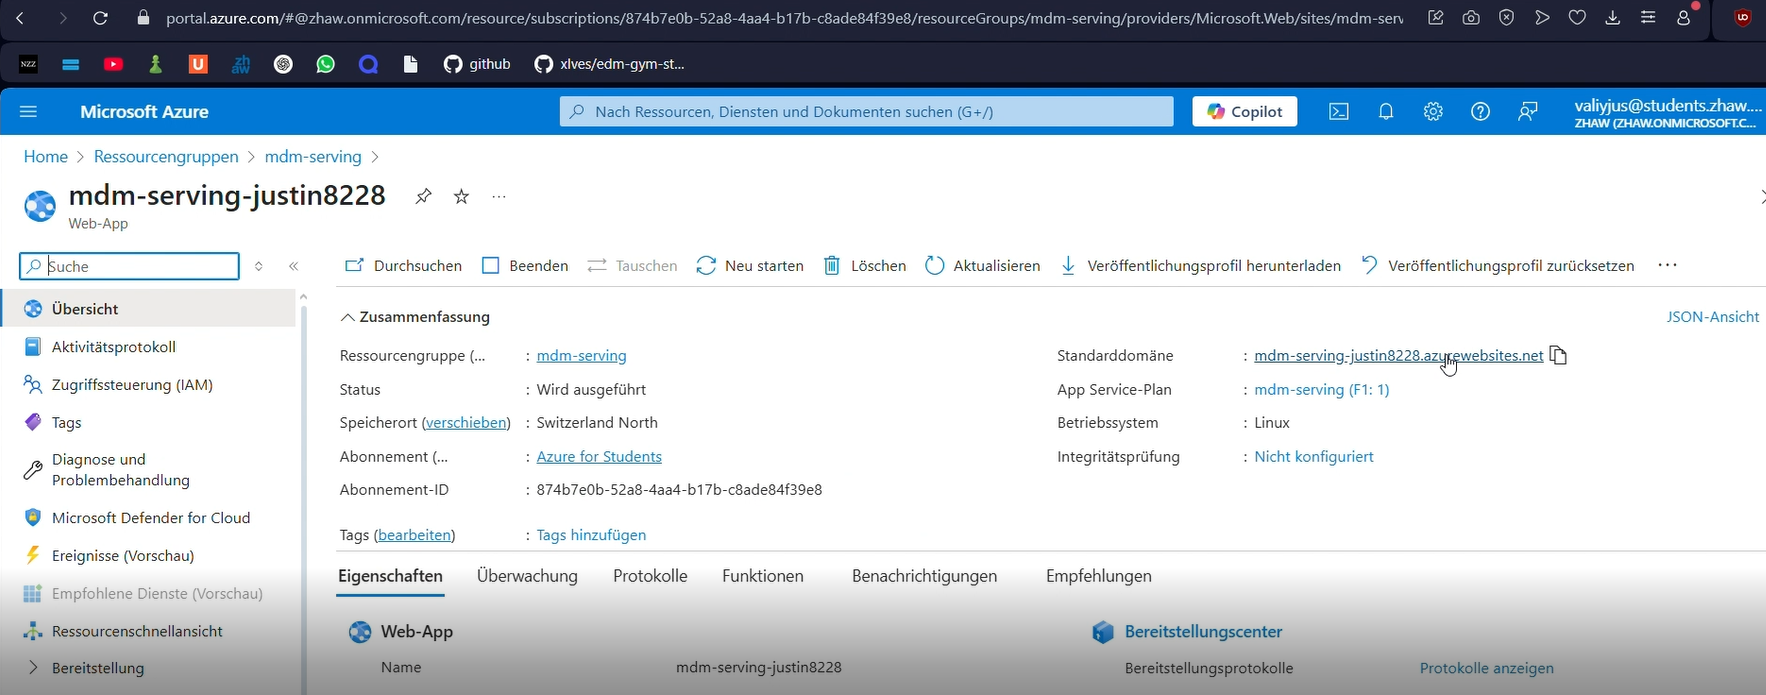 portal.azure.com/#@zhaw.onmicrosoft.com/resource/subscriptions/874b7e0b-52a8-4aa4-b17b-c8ade84f39e8/resourceGroups/mdm-serving/providers/Microsoft.Web/sites/mdm-serv
NZZ
zh aw
github
xlves/edm-gym-st...
Microsoft Azure
Nach Ressourcen, Diensten und Dokumenten suchen (G+/)
Copilot
valiyjus@students.zhaw....
ZHAW (ZHAW.ONMICROSOFT.C...
Home > Ressourcengruppen > mdm-serving >
mdm-serving-justin8228
Web-App
Suche
Durchsuchen Beenden Tauschen Neu starten Löschen Aktualisieren Veröffentlichungsprofil herunterladen Veröffentlichungsprofil zurücksetzen ...
Übersicht
Aktivitätsprotokoll
Zugriffssteuerung (IAM)
Tags
Diagnose und
Problembehandlung
Microsoft Defender for Cloud
Ereignisse (Vorschau)
Empfohlene Dienste (Vorschau)
Ressourcenschnellansicht
Bereitstellung
Zusammenfassung
JSON-Ansicht
Ressourcengruppe (... : mdm-serving
Status : Wird ausgeführt
Speicherort (verschieben) : Switzerland North
Abonnement (... : Azure for Students
Abonnement-ID : 874b7e0b-52a8-4aa4-b17b-c8ade84f39e8
Tags (bearbeiten) : Tags hinzufügen
Standarddomäne : mdm-serving-justin8228.azurewebsites.net
App Service-Plan : mdm-serving (F1: 1)
Betriebssystem : Linux
Integritätsprüfung : Nicht konfiguriert
Eigenschaften Überwachung Protokolle Funktionen Benachrichtigungen Empfehlungen
Web-App
Name mdm-serving-justin8228
Bereitstellungscenter
Bereitstellungsprotokolle Protokolle anzeigen